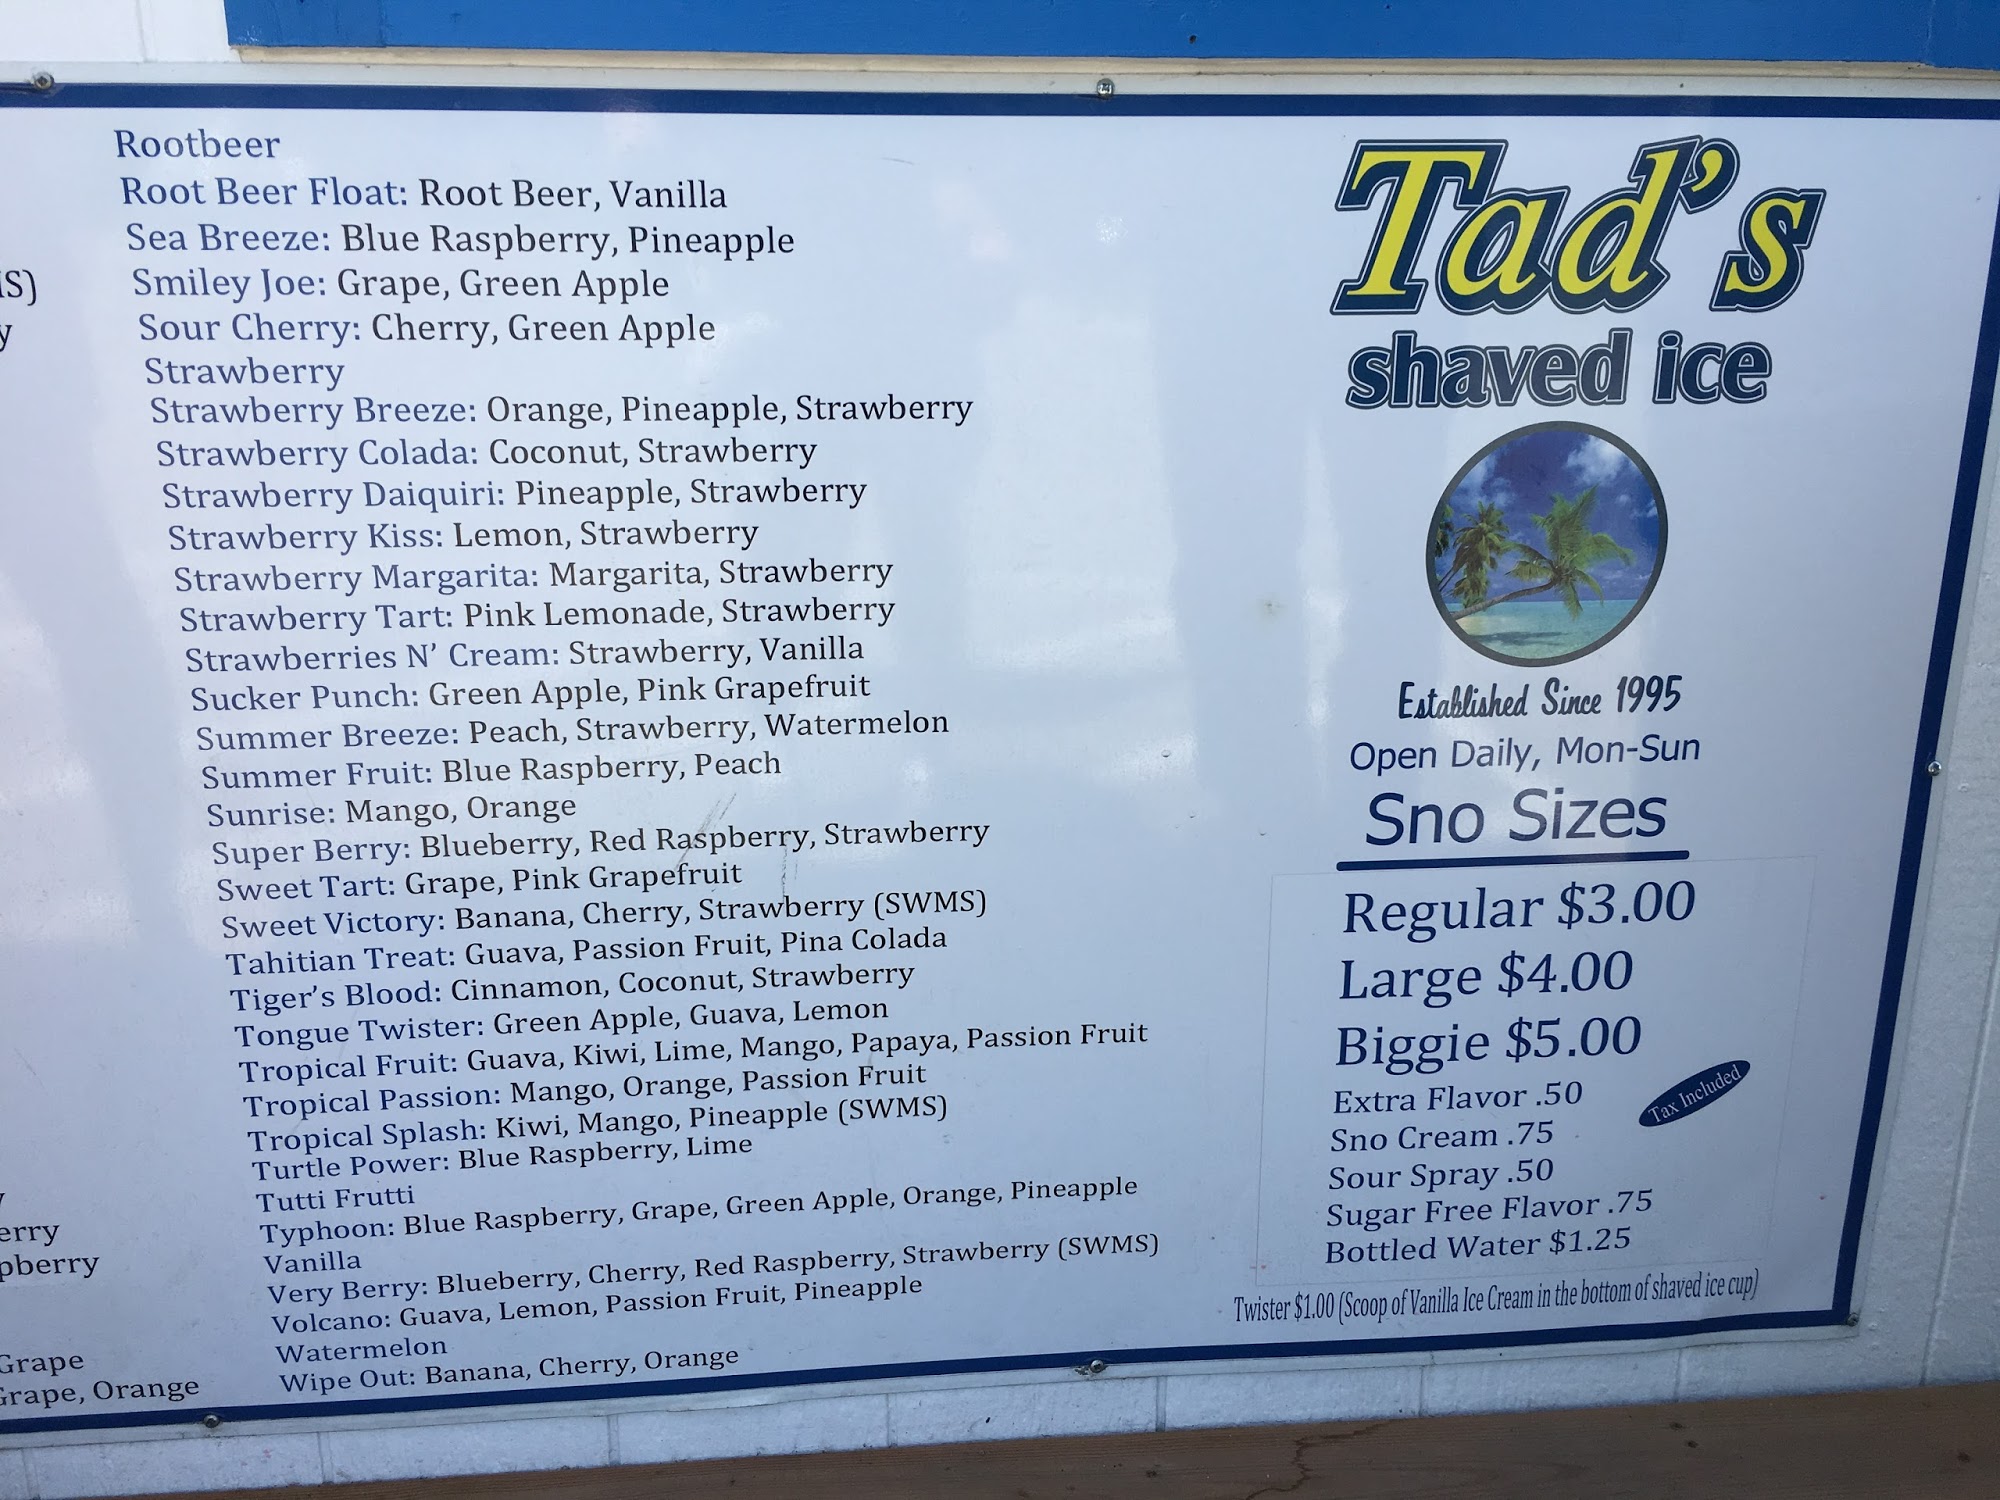 S)
y
erry
pberry
Grape
Grape, Orange
Rootbeer
Root Beer Float: Root Beer, Vanilla
Sea Breeze: Blue Raspberry, Pineapple
Smiley Joe: Grape, Green Apple
Sour Cherry: Cherry, Green Apple
Strawberry
Strawberry Breeze: Orange, Pineapple, Strawberry
Strawberry Colada: Coconut, Strawberry
Strawberry Daiquiri: Pineapple, Strawberry
Strawberry Kiss: Lemon, Strawberry
Strawberry Margarita: Margarita, Strawberry
Strawberry Tart: Pink Lemonade, Strawberry
Strawberries N' Cream: Strawberry, Vanilla
Sucker Punch: Green Apple, Pink Grapefruit
Summer Breeze: Peach, Strawberry, Watermelon
Summer Fruit: Blue Raspberry, Peach
Sunrise: Mango, Orange
Super Berry: Blueberry, Red Raspberry, Strawberry
Sweet Tart: Grape, Pink Grapefruit
Sweet Victory: Banana, Cherry, Strawberry (SWMS)
Tahitian Treat: Guava, Passion Fruit, Pina Colada
Tiger's Blood: Cinnamon, Coconut, Strawberry
Tongue Twister: Green Apple, Guava, Lemon
Tropical Fruit: Guava, Kiwi, Lime, Mango, Papaya, Passion Fruit
Tropical Passion: Mango, Orange, Passion Fruit
Tropical Splash: Kiwi, Mango, Pineapple (SWMS)
Turtle Power: Blue Raspberry, Lime
Tutti Frutti
Typhoon: Blue Raspberry, Grape, Green Apple, Orange, Pineapple
Vanilla
Very Berry: Blueberry, Cherry, Red Raspberry, Strawberry (SWMS)
Volcano: Guava, Lemon, Passion Fruit, Pineapple
Watermelon
Wipe Out: Banana, Cherry, Orange
Tad's
shaved ice
Established Since 1995
Open Daily, Mon-Sun
Sno Sizes
Regular $3.00
Large $4.00
Biggie $5.00
Extra Flavor .50
Tax Included
Sno Cream .75
Sour Spray .50
Sugar Free Flavor .75
Bottled Water $1.25
Twister $1.00 (Scoop of Vanilla Ice Cream in the bottom of shaved ice cup)